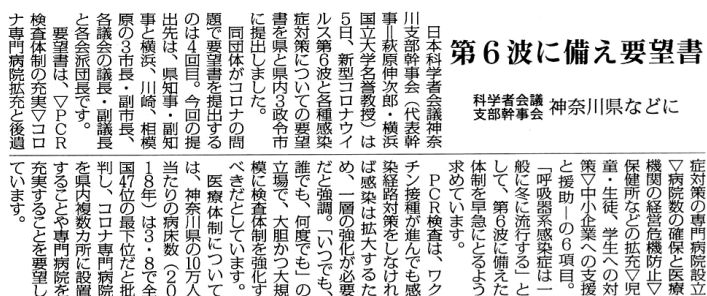 第６波に備え要望書
科学者会議
支部幹事会
神奈川県などに
日本科学者会議神奈
川支部幹事会（代表幹
事＝萩原伸次郎・横浜
国立大学名誉教授）は
５日、新型コロナウイ
ルス第６波と各種感染
症対策についての要望
書を県と県内３政令市
に提出しました。
同団体がコロナの問
題で要望書を提出する
のは４回目。今回の提
出先は、県知事・副知
事と横浜、川崎、相模
原の３市長・副市長、
各議会の議長・副議長
と各会派団長です。
要望書は、▽ＰＣＲ
検査体制の充実▽コロ
ナ専門病院拡充と後遺
症対策の専門病院設立
▽病院数の確保と医療
機関の経営危機防止▽
保健所などの拡充▽児
童・生徒、学生への対
策▽中小企業への支援
と援助―の６項目。
「呼吸器系感染症は一
般に冬に流行する」と
して、第６波に備えた
体制を早急にとるよう
求めています。
ＰＣＲ検査は、ワク
チン接種が進んでも感
染経路対策をしなけれ
ば感染は拡大するた
め、一層の強化が必要
だと強調。「いつでも、
誰でも、何度でも」の
立場で、大胆かつ大規
模に検査体制を強化す
べきだとしています。
医療体制について
は、神奈川県の10万人
当たりの病床数（２０
１８年）は３・８で全
国47位の最下位だと批
判し、コロナ専門病院
を県内複数カ所に設置
することや専門病院を
充実することを要望し
ています。